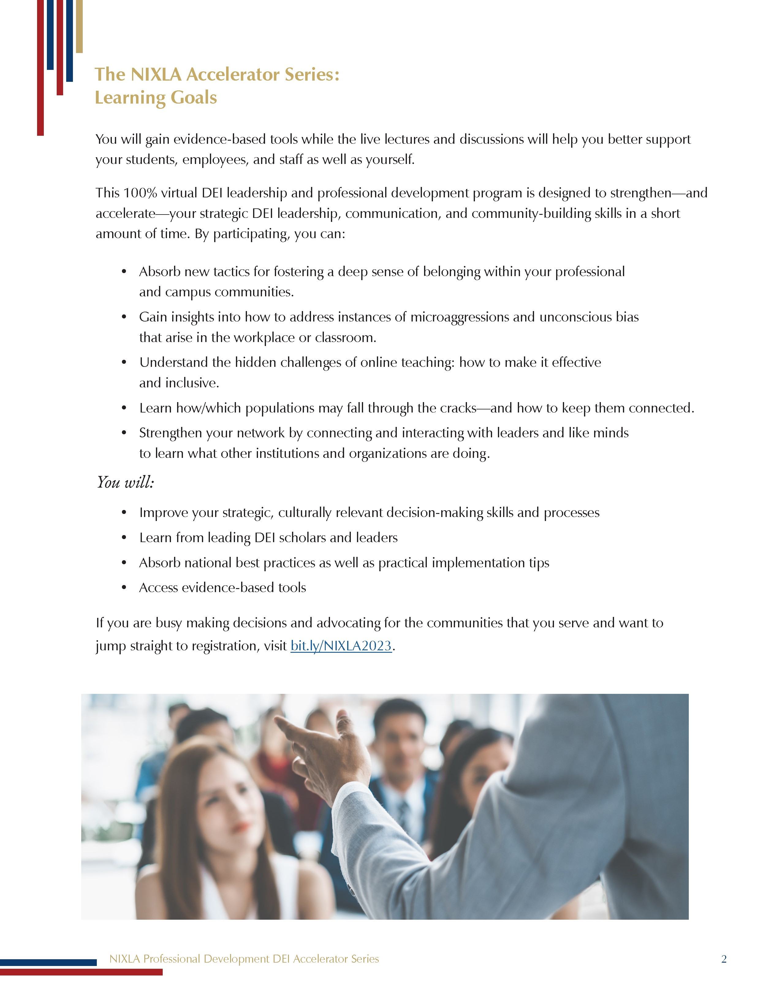 The NIXLA Accelerator Series:
Learning Goals
You will gain evidence-based tools while the live lectures and discussions will help you better support
your students, employees, and staff as well as yourself.
This 100% virtual DEI leadership and professional development program is designed to strengthen—and
accelerate—your strategic DEI leadership, communication, and community-building skills in a short
amount of time. By participating, you can:
• Absorb new tactics for fostering a deep sense of belonging within your professional
and campus communities.
• Gain insights into how to address instances of microaggressions and unconscious bias
that arise in the workplace or classroom.
• Understand the hidden challenges of online teaching: how to make it effective
and inclusive.
• Learn how/which populations may fall through the cracks—and how to keep them connected.
• Strengthen your network by connecting and interacting with leaders and like minds
to learn what other institutions and organizations are doing.
You will:
• Improve your strategic, culturally relevant decision-making skills and processes
• Learn from leading DEI scholars and leaders
• Absorb national best practices as well as practical implementation tips
• Access evidence-based tools
If you are busy making decisions and advocating for the communities that you serve and want to
jump straight to registration, visit bit.ly/NIXLA2023.
NIXLA Professional Development DEI Accelerator Series 2